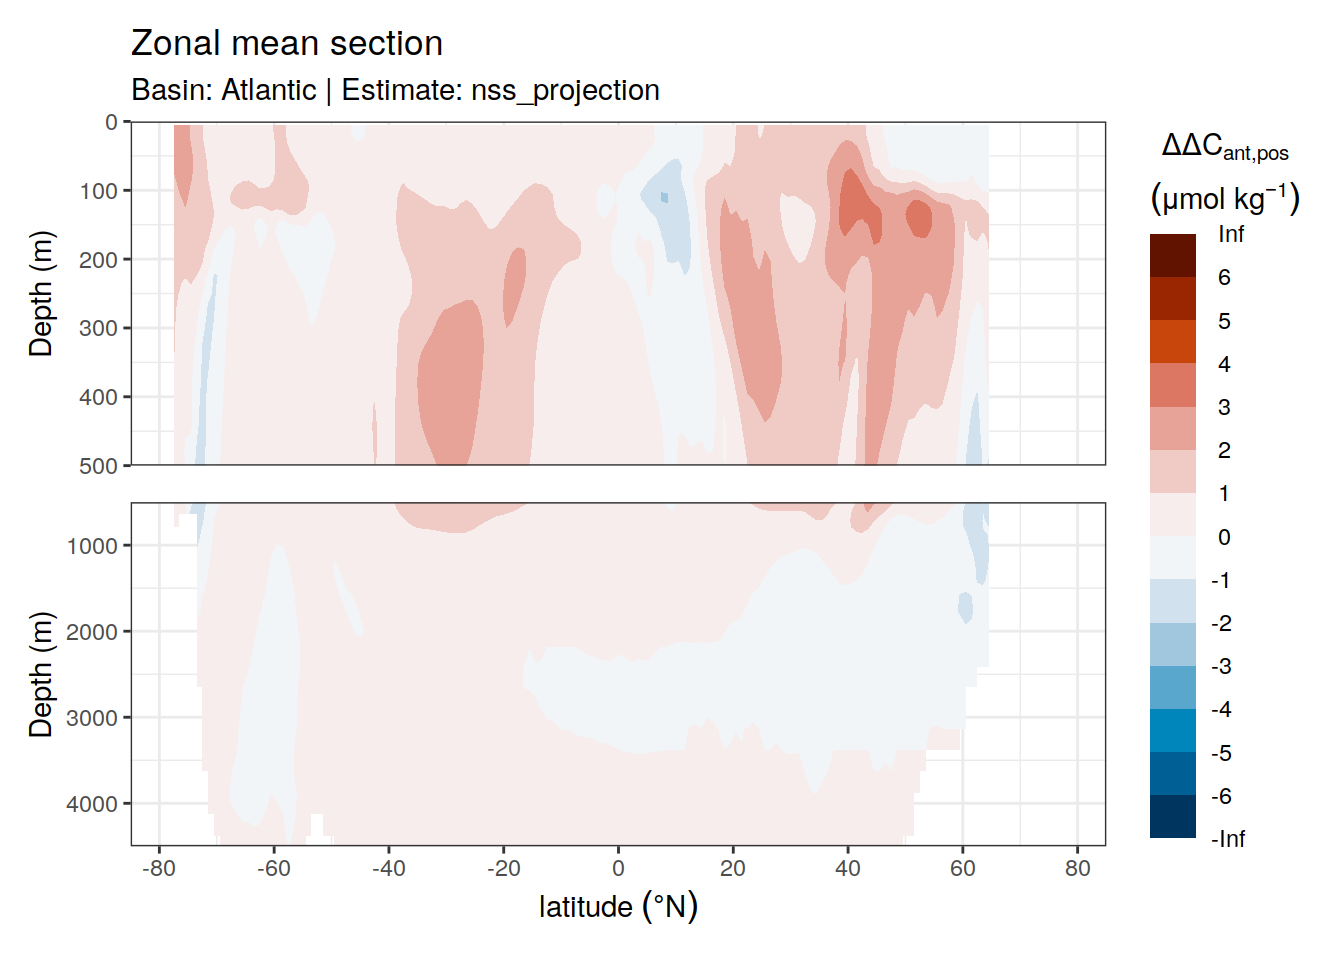 Zonal mean section
Basin: Atlantic | Estimate: nss_projection
0
100
200
300
400
500
Depth (m)
1000
2000
3000
4000
Depth (m)
-80 -60 -40 -20 0 20 40 60 80
latitude (°N)
ΔΔC_ant,pos
(μmol kg⁻¹)
Inf
6
5
4
3
2
1
0
-1
-2
-3
-4
-5
-6
-Inf